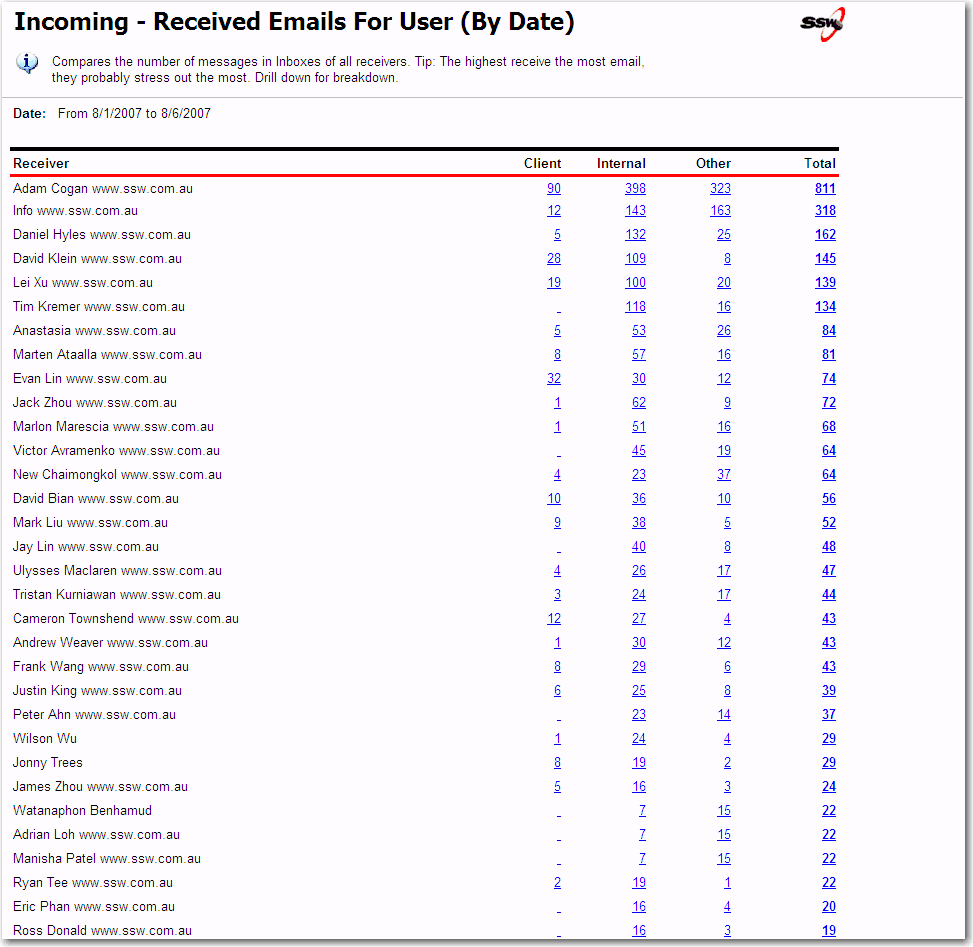 Incoming - Received Emails For User (By Date)
SSW
Compares the number of messages in Inboxes of all receivers. Tip: The highest receive the most email,
they probably stress out the most. Drill down for breakdown.
Date: From 8/1/2007 to 8/6/2007
Receiver Client Internal Other Total
Adam Cogan www.ssw.com.au 90 398 323 811
Info www.ssw.com.au 12 143 163 318
Daniel Hyles www.ssw.com.au 5 132 25 162
David Klein www.ssw.com.au 28 109 8 145
Lei Xu www.ssw.com.au 19 100 20 139
Tim Kremer www.ssw.com.au - 118 16 134
Anastasia www.ssw.com.au 5 53 26 84
Marten Ataalla www.ssw.com.au 8 57 16 81
Evan Lin www.ssw.com.au 32 30 12 74
Jack Zhou www.ssw.com.au 1 62 9 72
Marlon Marescia www.ssw.com.au 1 51 16 68
Victor Avramenko www.ssw.com.au - 45 19 64
New Chaimongkol www.ssw.com.au 4 23 37 64
David Bian www.ssw.com.au 10 36 10 56
Mark Liu www.ssw.com.au 9 38 5 52
Jay Lin www.ssw.com.au - 40 8 48
Ulysses Maclaren www.ssw.com.au 4 26 17 47
Tristan Kurniawan www.ssw.com.au 3 24 17 44
Cameron Townshend www.ssw.com.au 12 27 4 43
Andrew Weaver www.ssw.com.au 1 30 12 43
Frank Wang www.ssw.com.au 8 29 6 43
Justin King www.ssw.com.au 6 25 8 39
Peter Ahn www.ssw.com.au - 23 14 37
Wilson Wu 1 24 4 29
Jonny Trees 8 19 2 29
James Zhou www.ssw.com.au 5 16 3 24
Watanaphon Benhamud - 7 15 22
Adrian Loh www.ssw.com.au - 7 15 22
Manisha Patel www.ssw.com.au - 7 15 22
Ryan Tee www.ssw.com.au 2 19 1 22
Eric Phan www.ssw.com.au - 16 4 20
Ross Donald www.ssw.com.au - 16 3 19